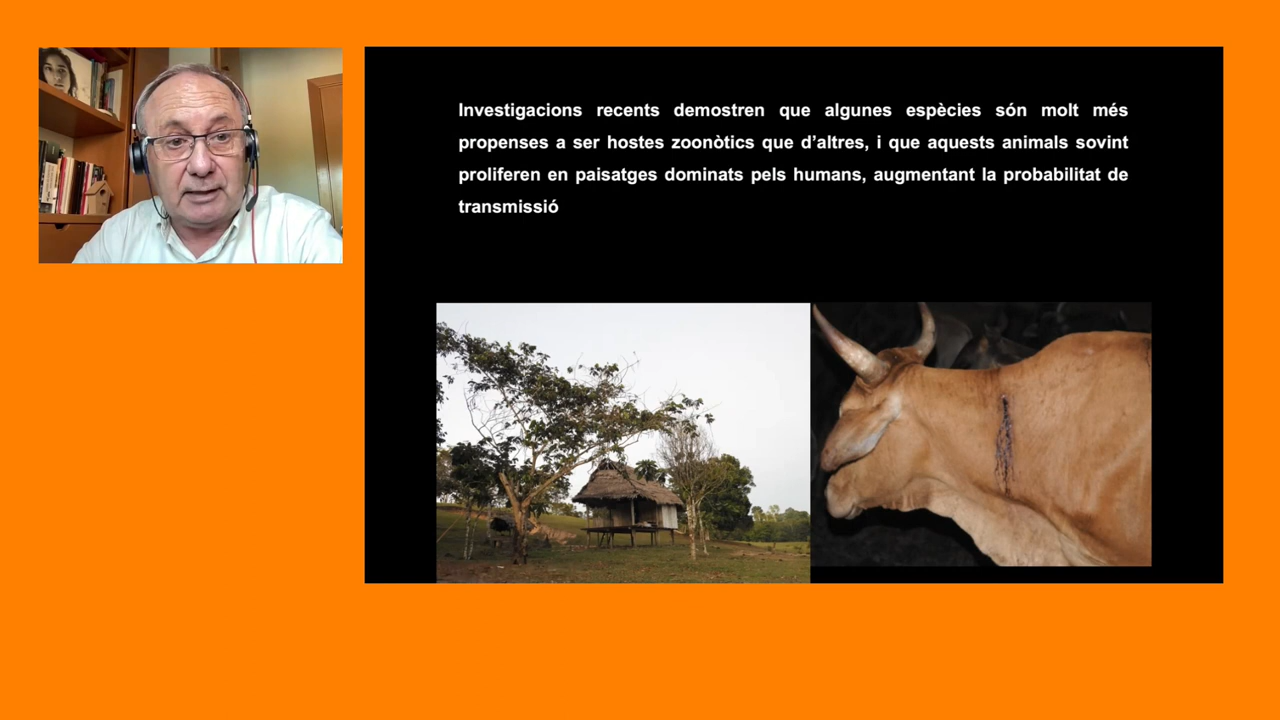 Investigacions recents demostren que algunes espècies són molt més
propenses a ser hostes zoonòtics que d’altres, i que aquests animals sovint
proliferen en paisatges dominats pels humans, augmentant la probabilitat de
transmissió